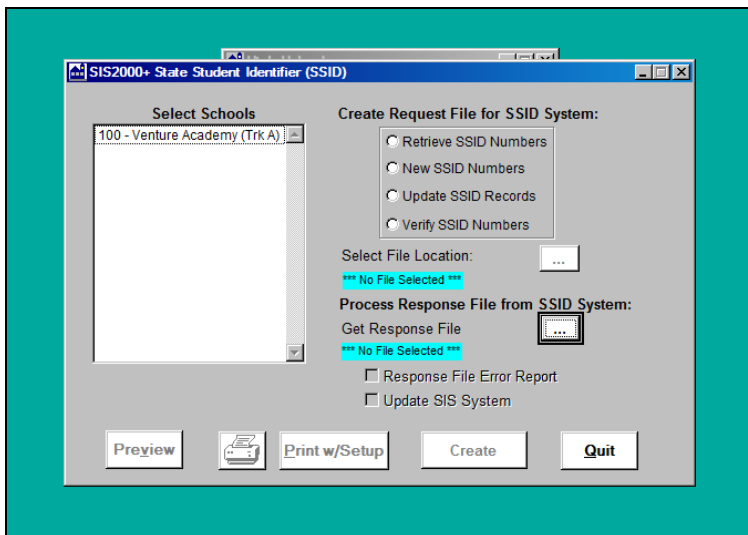 SIS2000+ State Student Identifier (SSID)
Select Schools
100 - Venture Academy (Trk A)
Create Request File for SSID System:
Retrieve SSID Numbers
New SSID Numbers
Update SSID Records
Verify SSID Numbers
Select File Location:
...
*** No File Selected ***
Process Response File from SSID System:
Get Response File
...
*** No File Selected ***
Response File Error Report
Update SIS System
Preview
Print w/Setup
Create
Quit